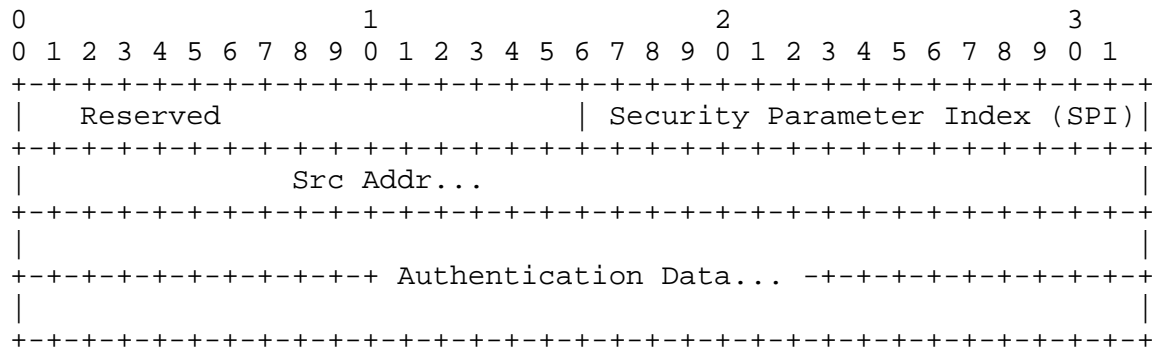 0                   1                   2                   3
0 1 2 3 4 5 6 7 8 9 0 1 2 3 4 5 6 7 8 9 0 1 2 3 4 5 6 7 8 9 0 1
+-+-+-+-+-+-+-+-+-+-+-+-+-+-+-+-+-+-+-+-+-+-+-+-+-+-+-+-+-+-+-+-+
|   Reserved                    | Security Parameter Index (SPI)|
+-+-+-+-+-+-+-+-+-+-+-+-+-+-+-+-+-+-+-+-+-+-+-+-+-+-+-+-+-+-+-+-+
|               Src Addr...                                     |
+-+-+-+-+-+-+-+-+-+-+-+-+-+-+-+-+-+-+-+-+-+-+-+-+-+-+-+-+-+-+-+-+
|                                                               |
+-+-+-+-+-+-+-+-+-+-+ Authentication Data... -+-+-+-+-+-+-+-+-+-+
|                                                               |
+-+-+-+-+-+-+-+-+-+-+-+-+-+-+-+-+-+-+-+-+-+-+-+-+-+-+-+-+-+-+-+-+